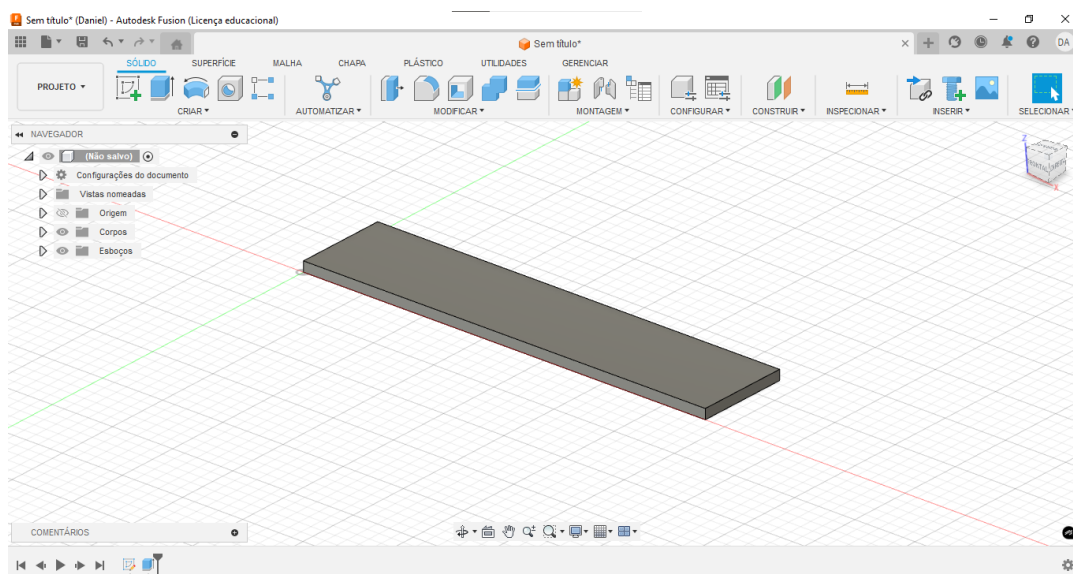 Sem título* (Daniel) - Autodesk Fusion (Licença educacional)
Sem título*
DA
SÓLIDO SUPERFÍCIE MALHA CHAPA PLÁSTICO UTILIDADES GERENCIAR
PROJETO
CRIAR AUTOMATIZAR MODIFICAR MONTAGEM CONFIGURAR CONSTRUIR INSPECIONAR INSERIR SELECIONAR
NAVEGADOR
(Não salvo)
Configurações do documento
Vistas nomeadas
Origem
Corpos
Esboços
Z
X
COMENTÁRIOS